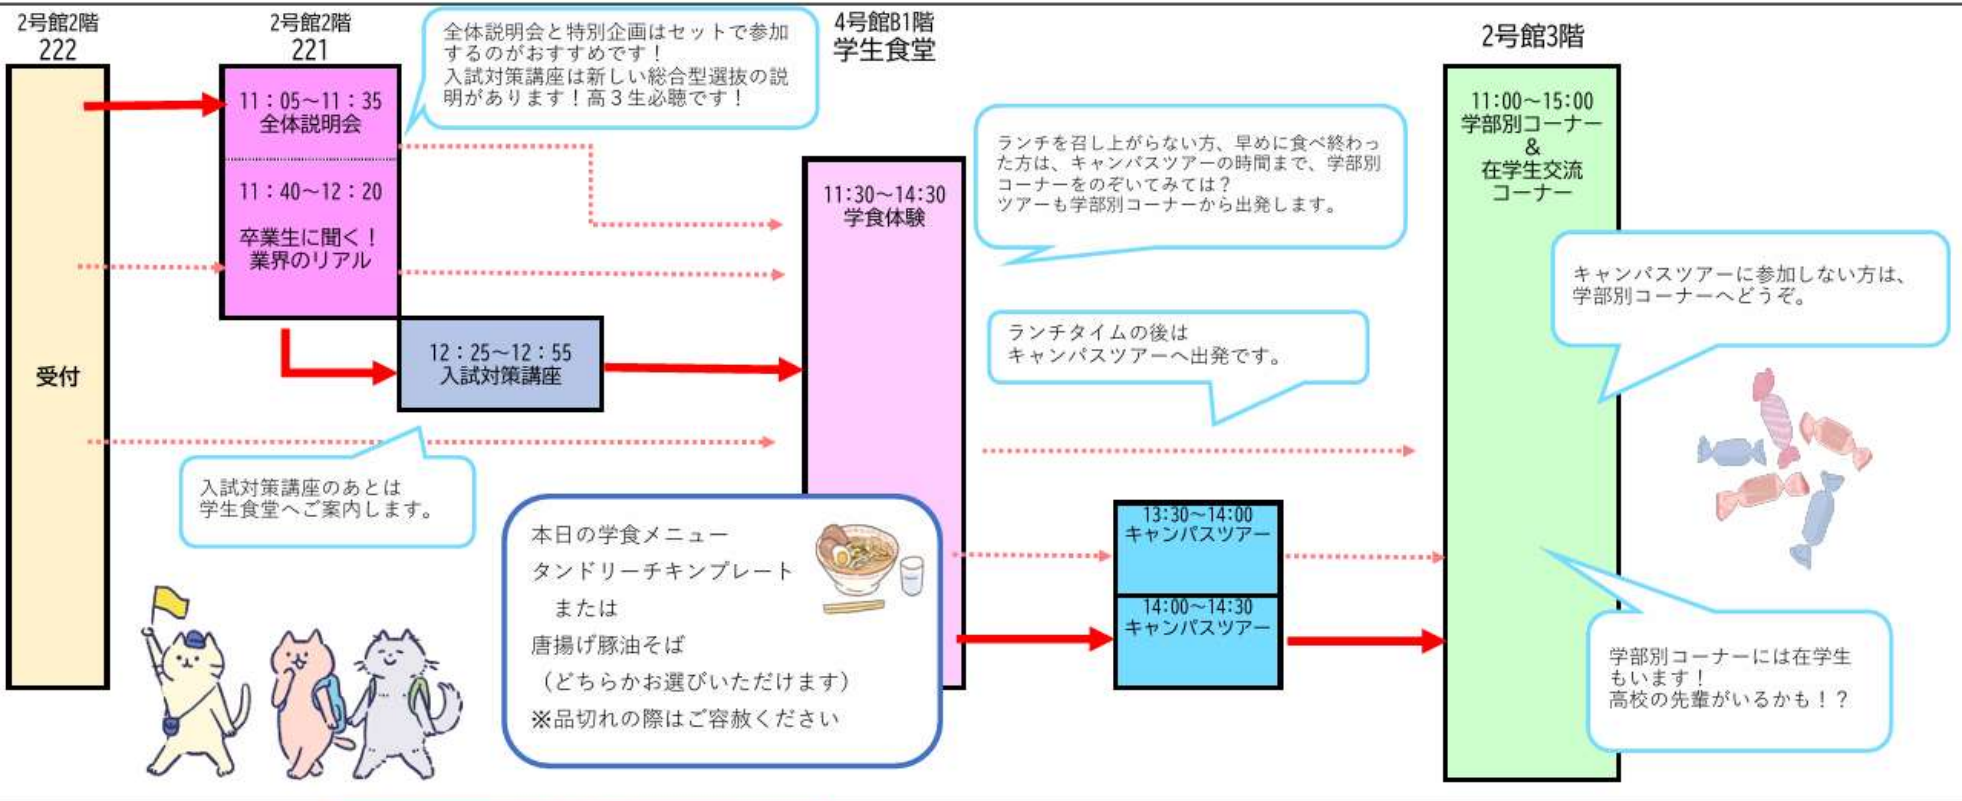 2号館2階
222
受付
2号館2階
221
11：05～11：35
全体説明会
11：40～12：20
卒業生に聞く！
業界のリアル
全体説明会と特別企画はセットで参加
するのがおすすめです！
入試対策講座は新しい総合型選抜の説
明があります！高３生必聴です！
12：25～12：55
入試対策講座
入試対策講座のあとは
学生食堂へご案内します。
4号館B1階
学生食堂
11:30～14:30
学食体験
本日の学食メニュー
タンドリーチキンプレート
または
唐揚げ豚油そば
（どちらかお選びいただけます）
※品切れの際はご容赦ください
ランチを召し上がらない方、早めに食べ終わっ
た方は、キャンパスツアーの時間まで、学部別
コーナーをのぞいてみては？
ツアーも学部別コーナーから出発します。
ランチタイムの後は
キャンパスツアーへ出発です。
13:30～14:00
キャンパスツアー
14:00～14:30
キャンパスツアー
2号館3階
11:00～15:00
学部別コーナー
&
在学生交流
コーナー
キャンパスツアーに参加しない方は、
学部別コーナーへどうぞ。
学部別コーナーには在学生
もいます！
高校の先輩がいるかも！？